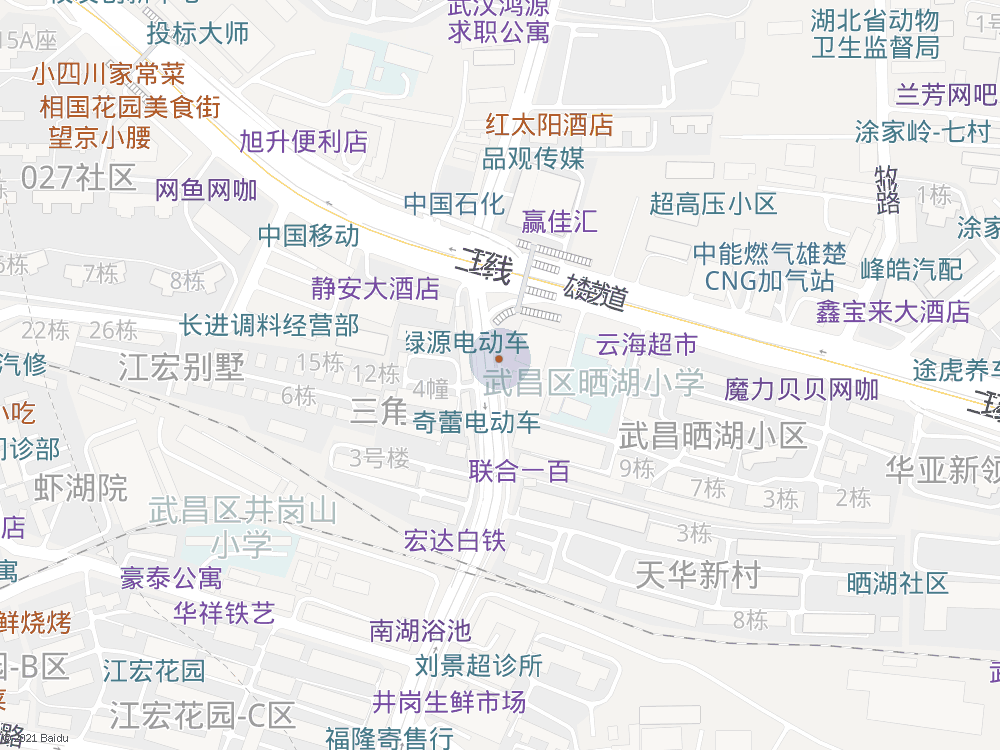 武汉鸿源
求职公寓
投标大师
湖北省动物
卫生监督局
15A座
小四川家常菜
相国花园美食街
望京小腰
兰芳网吧
红太阳酒店
涂家岭-七村
旭升便利店
品观传媒
027社区
网鱼网咖
1栋
中国石化
超高压小区
赢佳汇
中国移动
中能燃气雄楚
CNG加气站
二环线
峰皓汽配
7栋
8栋
静安大酒店
雄楚大道
鑫宝来大酒店
22栋
26栋
长进调料经营部
绿源电动车
云海超市
汽修
江宏别墅
15栋
12栋
4幢
武昌区晒湖小学
途虎养车
6栋
魔力贝贝网咖
小吃
三角
奇蕾电动车
武昌晒湖小区
3号楼
联合一百
9栋
华亚新领
虾湖院
7栋
3栋
2栋
武昌区井岗山
小学
店
宏达白铁
3栋
豪泰公寓
天华新村
晒湖社区
华祥铁艺
8栋
鲜烧烤
南湖浴池
-B区
江宏花园
刘景超诊所
江宏花园-C区
井岗生鲜市场
路
福隆寄售行
2021 Baidu